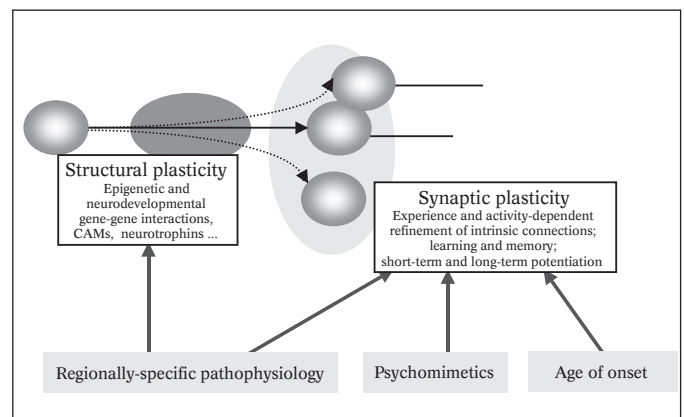 Structural plasticity
Epigenetic and
neurodevelopmental
gene-gene interactions,
CAMs, neurotrophins ...
Synaptic plasticity
Experience and activity-dependent
refinement of intrinsic connections;
learning and memory;
short-term and long-term potentiation
Regionally-specific pathophysiology
Psychomimetics
Age of onset